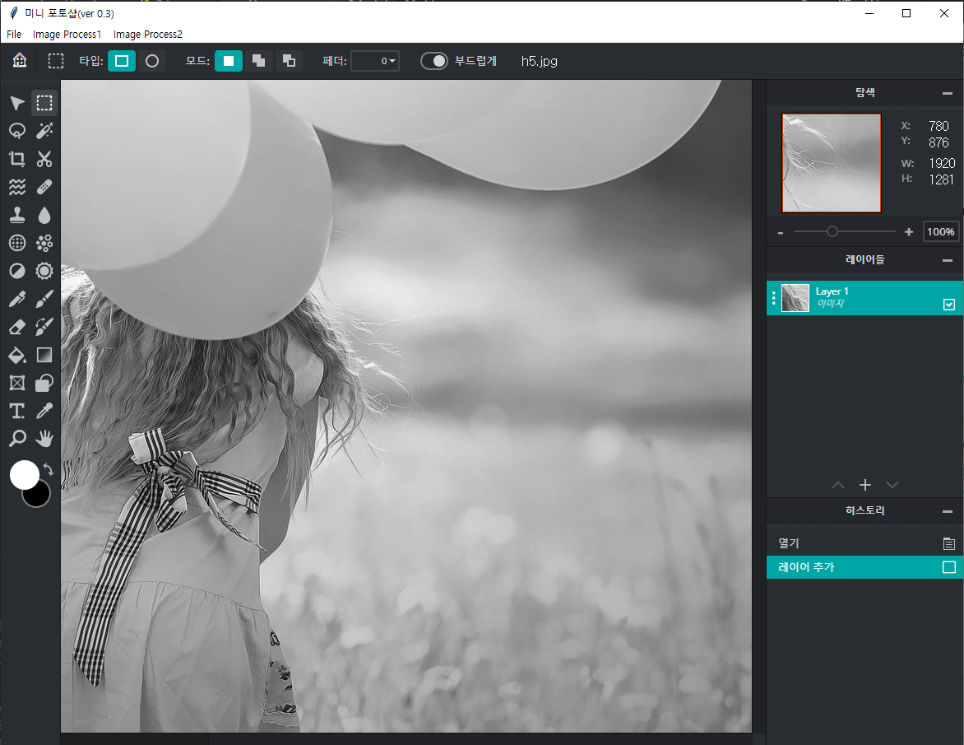 미니 포토샵(ver 0.3)
File Image Process1 Image Process2
타입: 모드: 페더: 0 부드럽게 h5.jpg
탐색
X: 780
Y: 876
W: 1920
H: 1281
- + 100%
레이어들
Layer 1
이미지
히스토리
열기
레이어 추가